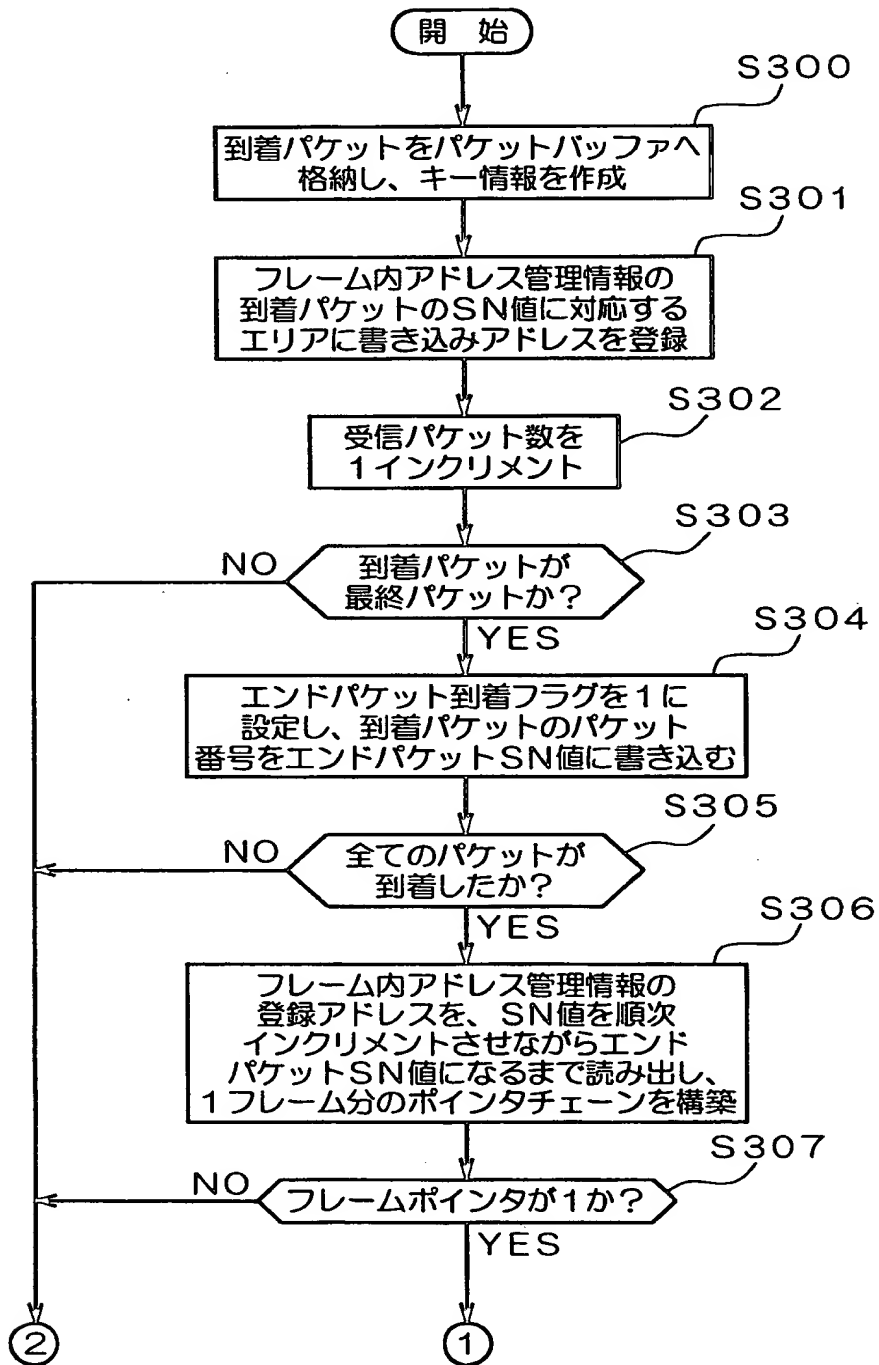 開 始
S300
到着パケットをパケットバッファへ
格納し、キー情報を作成
S301
フレーム内アドレス管理情報の
到着パケットのSN値に対応する
エリアに書き込みアドレスを登録
S302
受信パケット数を
1インクリメント
S303
NO
到着パケットが
最終パケットか?
YES
S304
エンドパケット到着フラグを1に
設定し、到着パケットのパケット
番号をエンドパケットSN値に書き込む
S305
NO
全てのパケットが
到着したか?
YES
S306
フレーム内アドレス管理情報の
登録アドレスを、SN値を順次
インクリメントさせながらエンド
パケットSN値になるまで読み出し、
1フレーム分のポインタチェーンを構築
S307
NO
フレームポインタが1か?
YES
②
①